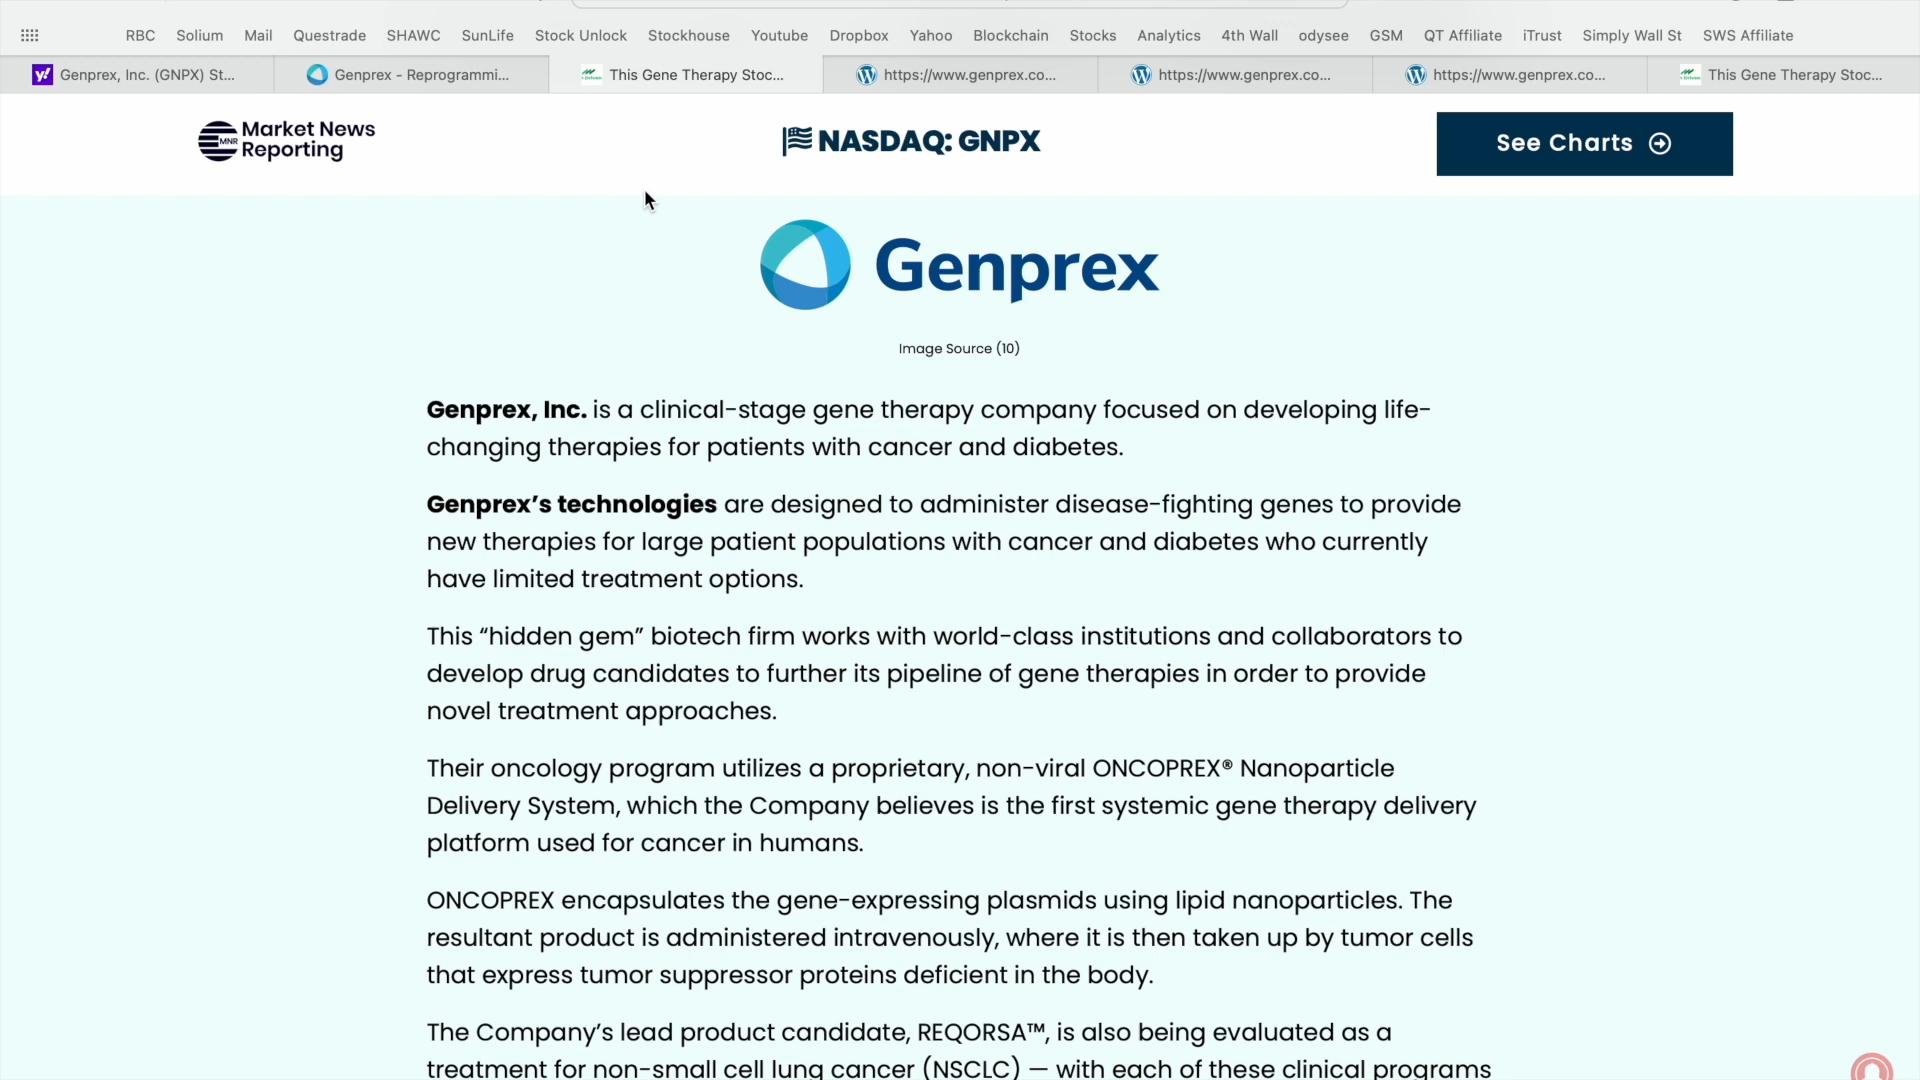 RBC Solium Mail Questrade SHAWC SunLife Stock Unlock Stockhouse Youtube Dropbox Yahoo Blockchain Stocks Analytics 4th Wall odysee GSM QT Affiliate iTrust Simply Wall St SWS Affiliate
y! Genprex, Inc. (GNPX) St... Genprex - Reprogrammi... This Gene Therapy Stoc... https://www.genprex.co... https://www.genprex.co... https://www.genprex.co... This Gene Therapy Stoc...
MNR Market News
Reporting
NASDAQ: GNPX
See Charts
Genprex
Image Source (10)
Genprex, Inc. is a clinical-stage gene therapy company focused on developing life-
changing therapies for patients with cancer and diabetes.
Genprex’s technologies are designed to administer disease-fighting genes to provide
new therapies for large patient populations with cancer and diabetes who currently
have limited treatment options.
This “hidden gem” biotech firm works with world-class institutions and collaborators to
develop drug candidates to further its pipeline of gene therapies in order to provide
novel treatment approaches.
Their oncology program utilizes a proprietary, non-viral ONCOPREX® Nanoparticle
Delivery System, which the Company believes is the first systemic gene therapy delivery
platform used for cancer in humans.
ONCOPREX encapsulates the gene-expressing plasmids using lipid nanoparticles. The
resultant product is administered intravenously, where it is then taken up by tumor cells
that express tumor suppressor proteins deficient in the body.
The Company’s lead product candidate, REQORSA™, is also being evaluated as a
treatment for non-small cell lung cancer (NSCLC) — with each of these clinical programs